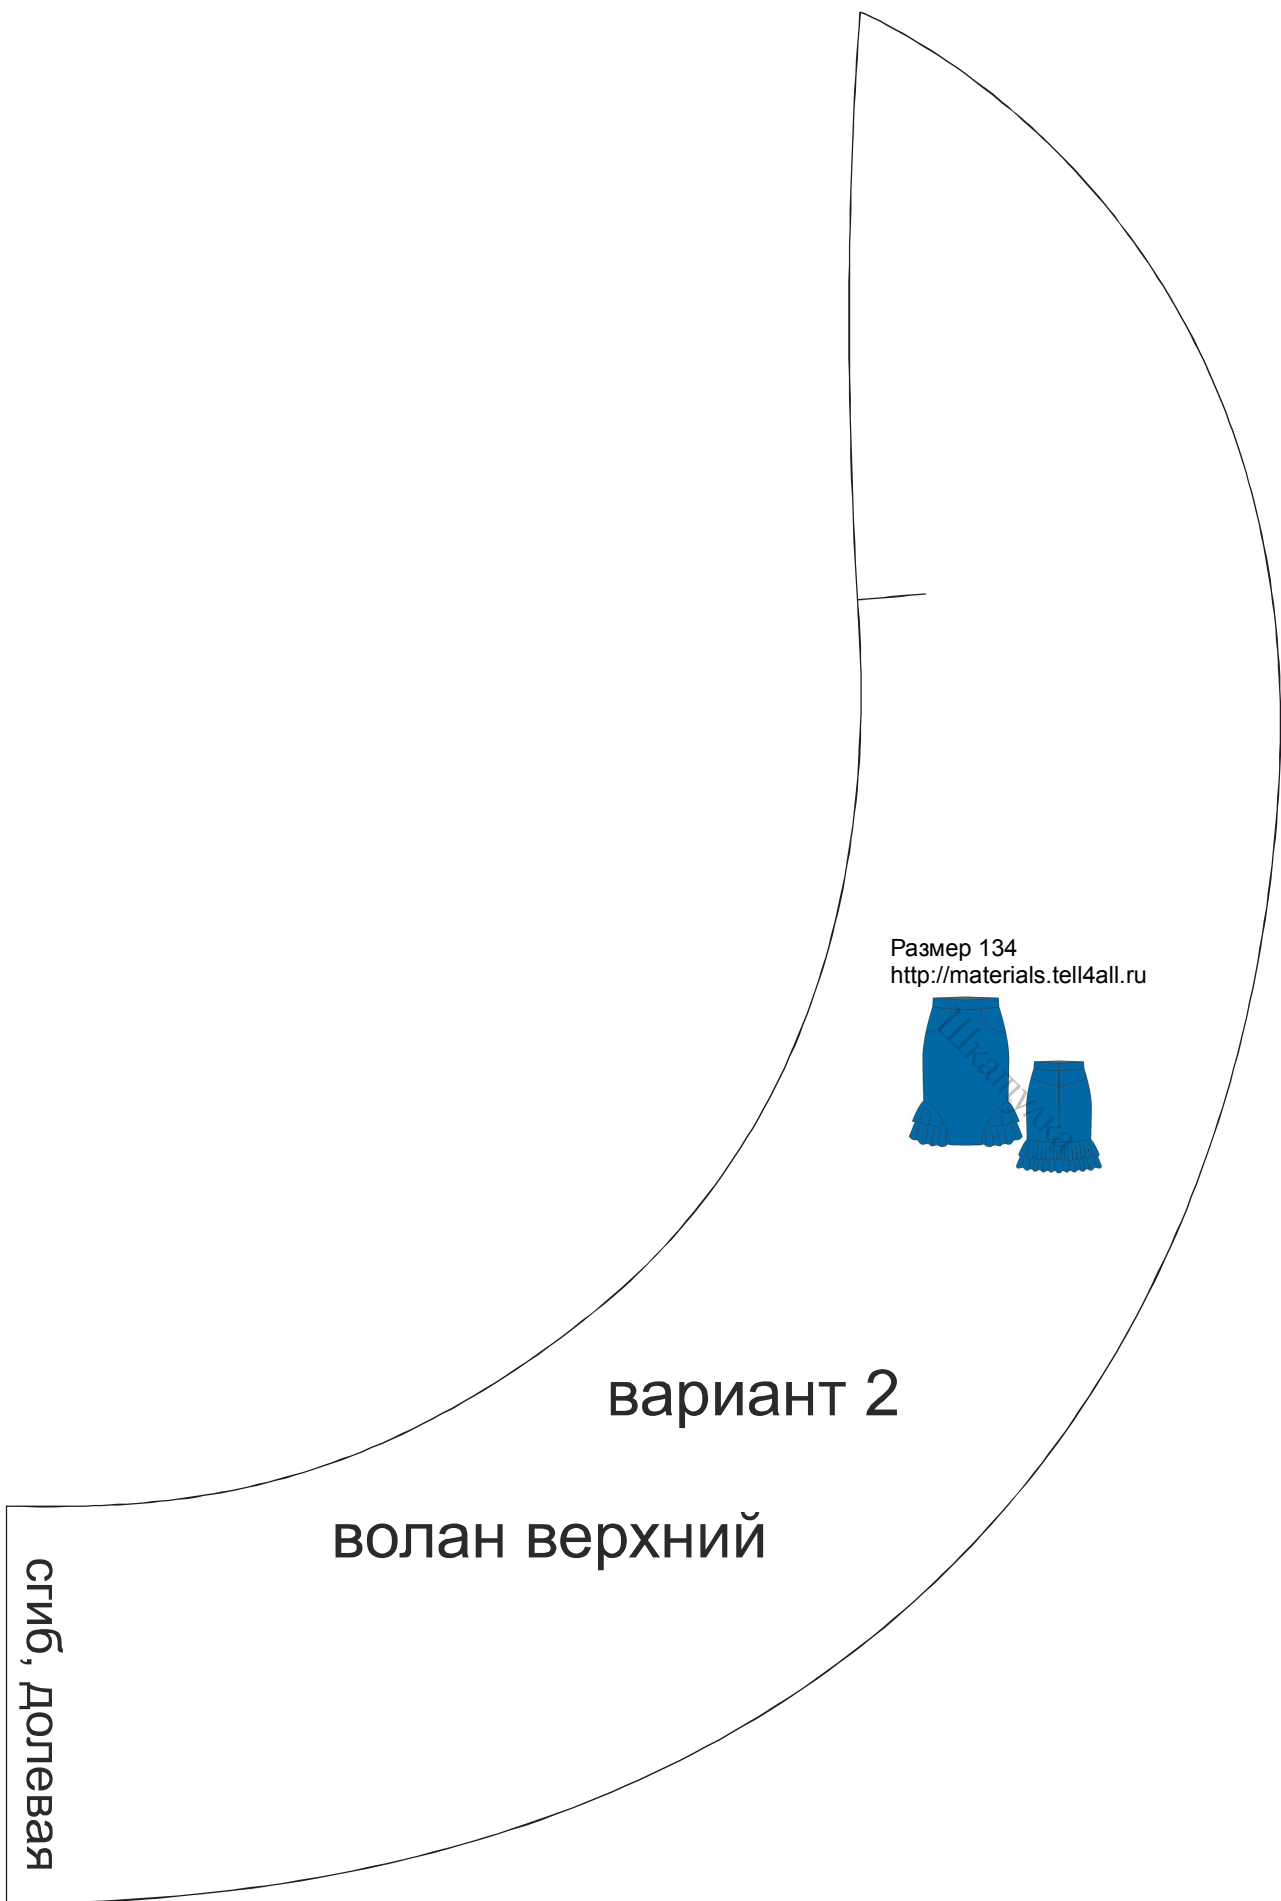 Размер 134
http://materials.tell4all.ru
Шкатулка
вариант 2
волан верхний
сгиб, долевая